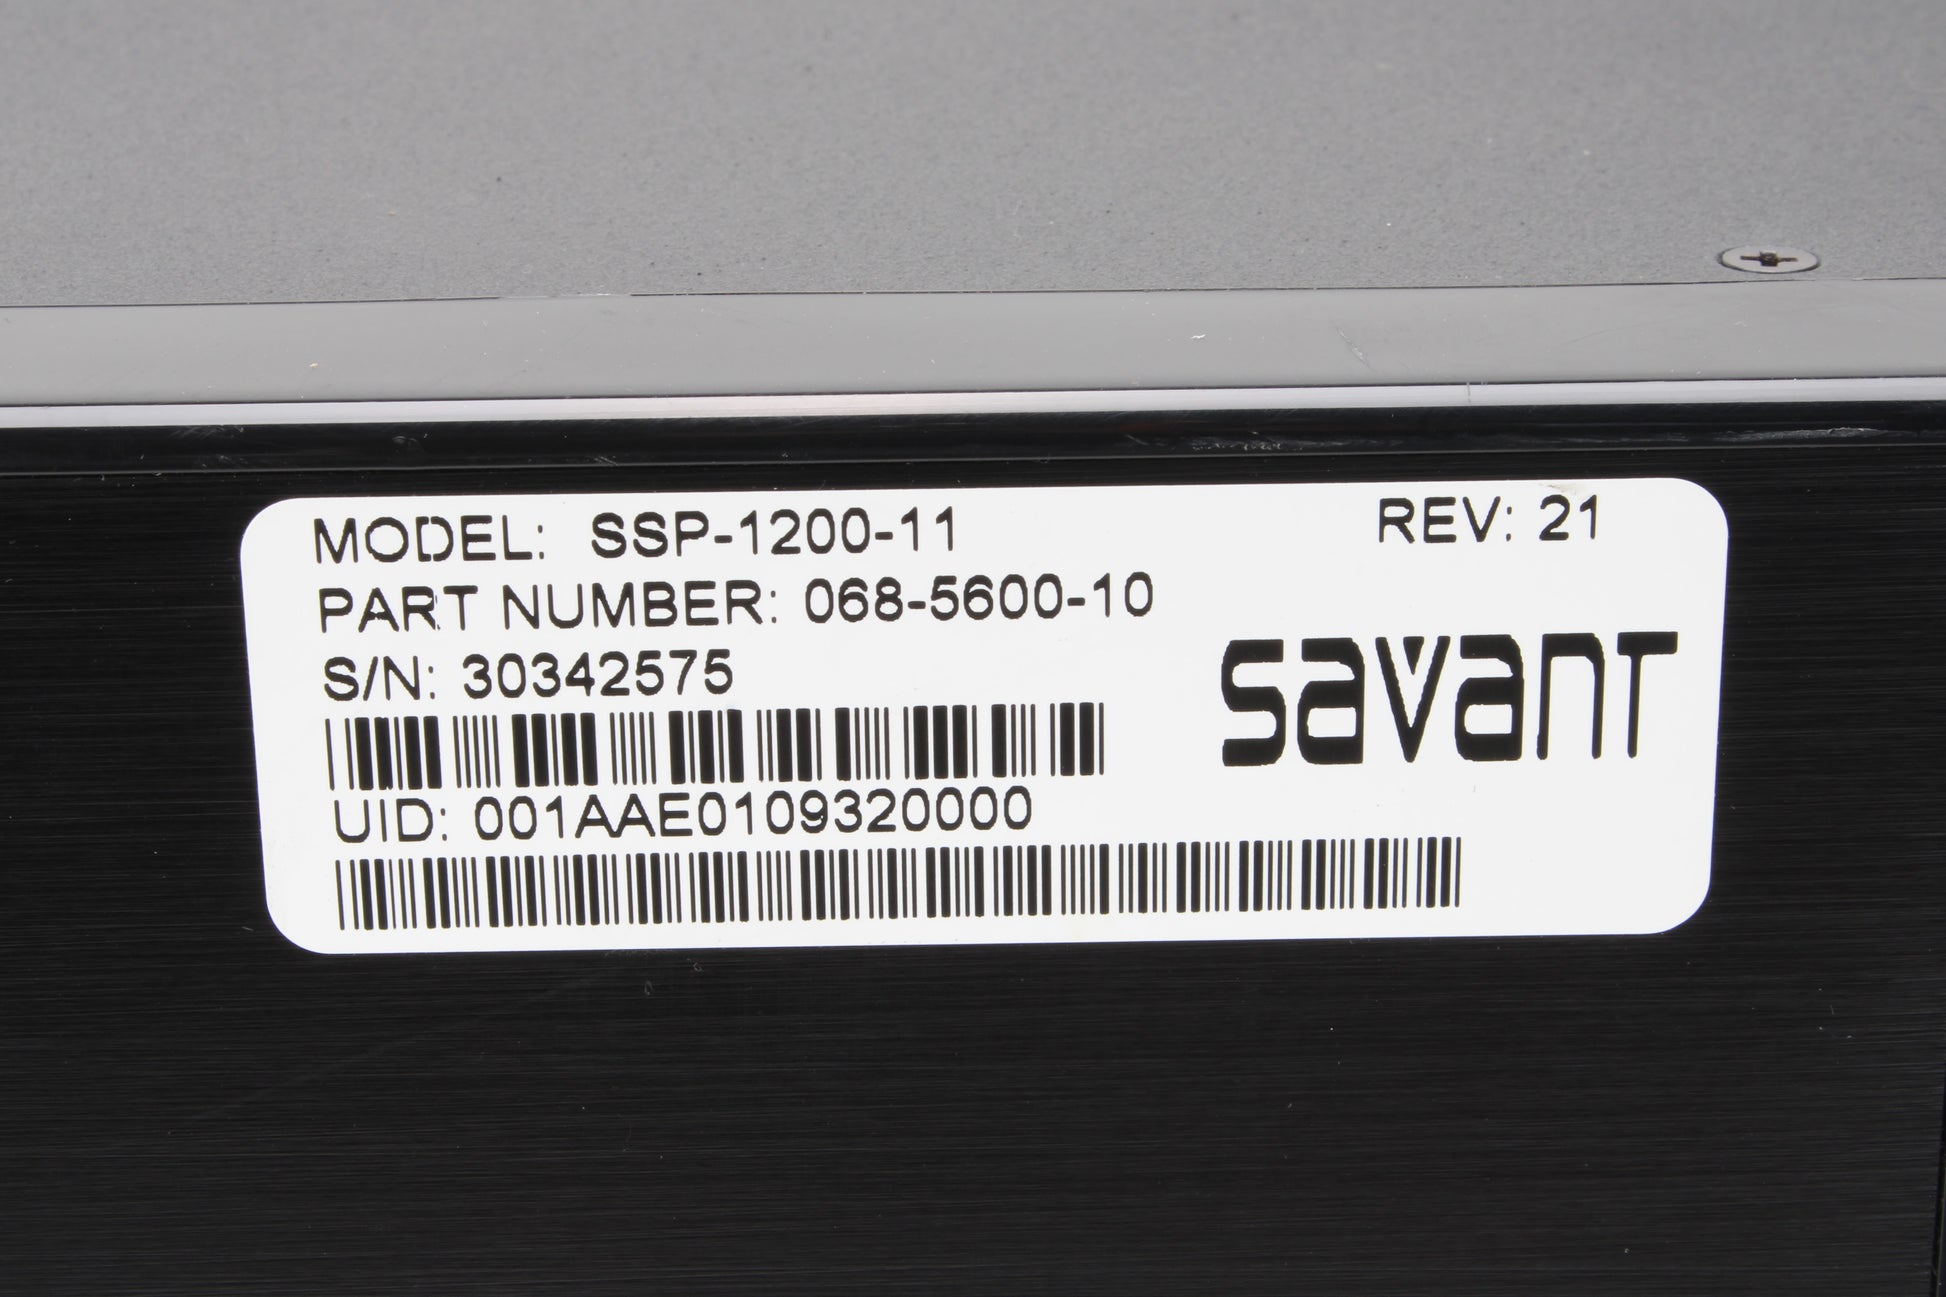 MODEL: SSP-1200-11 REV: 21
PART NUMBER: 068-5600-10
S/N: 30342575
savant
UID: 001AAE0109320000